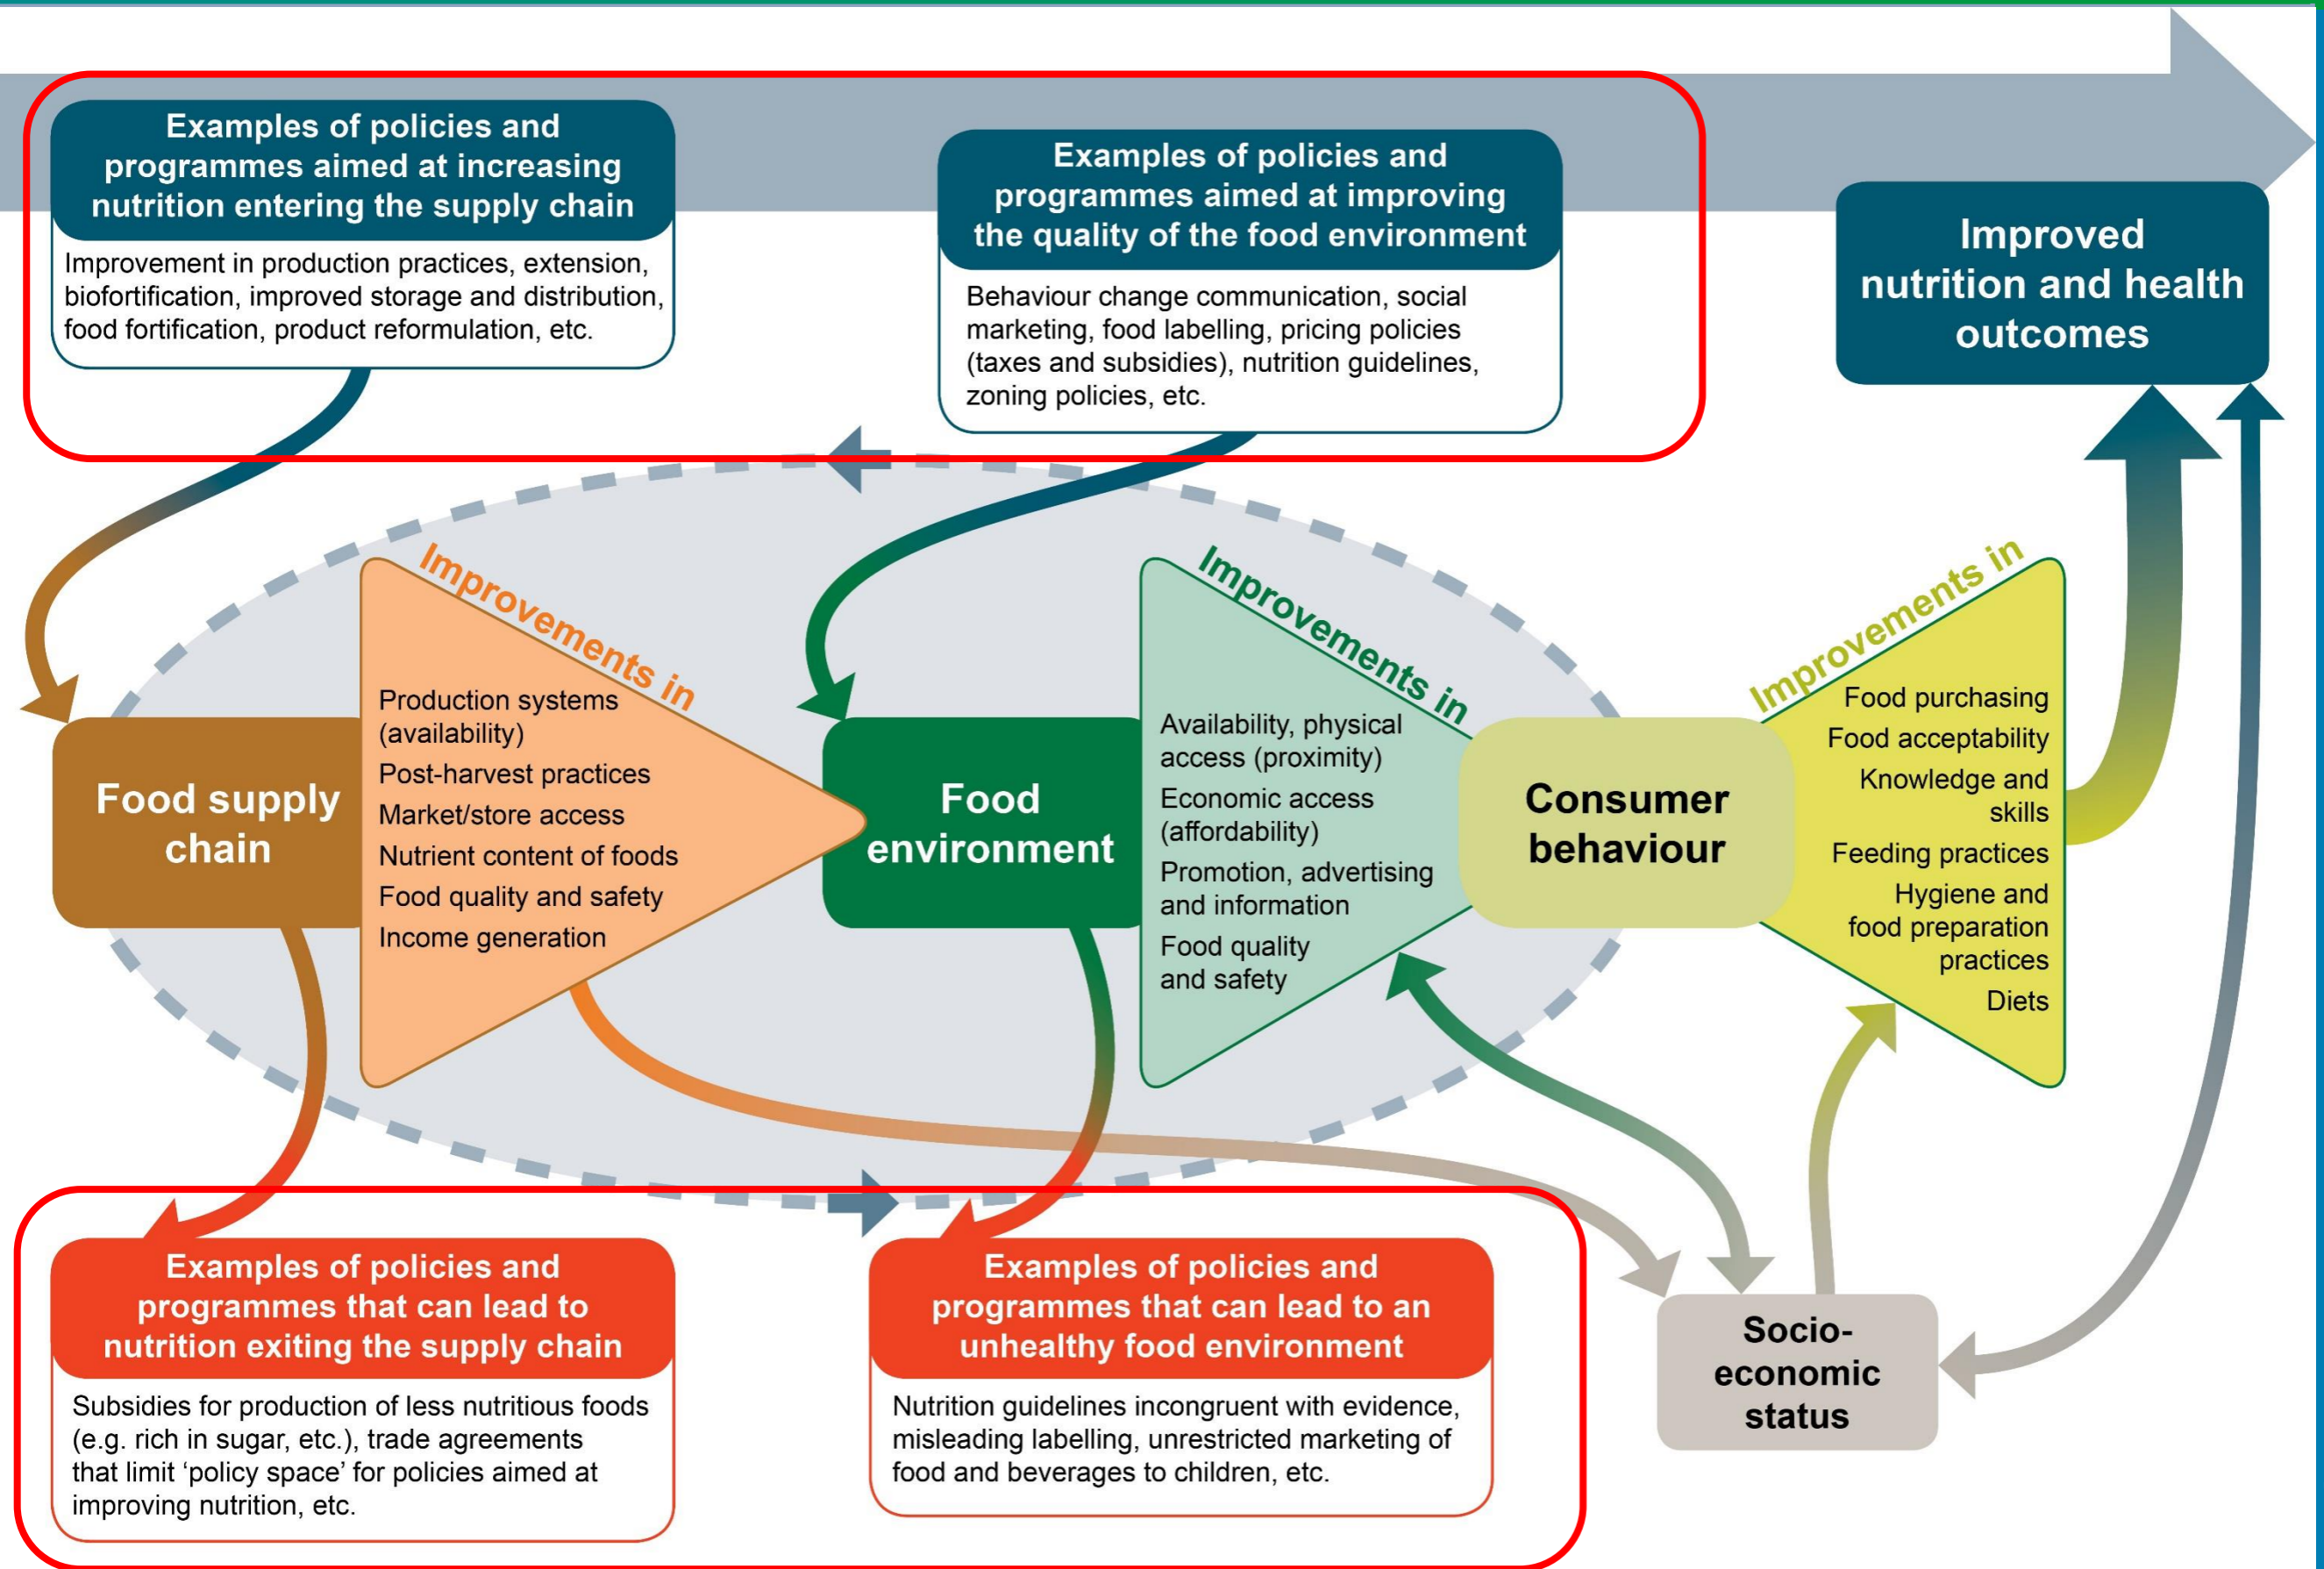 Examples of policies and
programmes aimed at increasing
nutrition entering the supply chain
Improvement in production practices, extension,
biofortification, improved storage and distribution,
food fortification, product reformulation, etc.
Examples of policies and
programmes aimed at improving
the quality of the food environment
Behaviour change communication, social
marketing, food labelling, pricing policies
(taxes and subsidies), nutrition guidelines,
zoning policies, etc.
Improved
nutrition and health
outcomes
Food supply
chain
Improvements in
Production systems
(availability)
Post-harvest practices
Market/store access
Nutrient content of foods
Food quality and safety
Income generation
Food
environment
Improvements in
Availability, physical
access (proximity)
Economic access
(affordability)
Promotion, advertising
and information
Food quality
and safety
Consumer
behaviour
Improvements in
Food purchasing
Food acceptability
Knowledge and
skills
Feeding practices
Hygiene and
food preparation
practices
Diets
Examples of policies and
programmes that can lead to
nutrition exiting the supply chain
Subsidies for production of less nutritious foods
(e.g. rich in sugar, etc.), trade agreements
that limit ‘policy space’ for policies aimed at
improving nutrition, etc.
Examples of policies and
programmes that can lead to an
unhealthy food environment
Nutrition guidelines incongruent with evidence,
misleading labelling, unrestricted marketing of
food and beverages to children, etc.
Socio-
economic
status